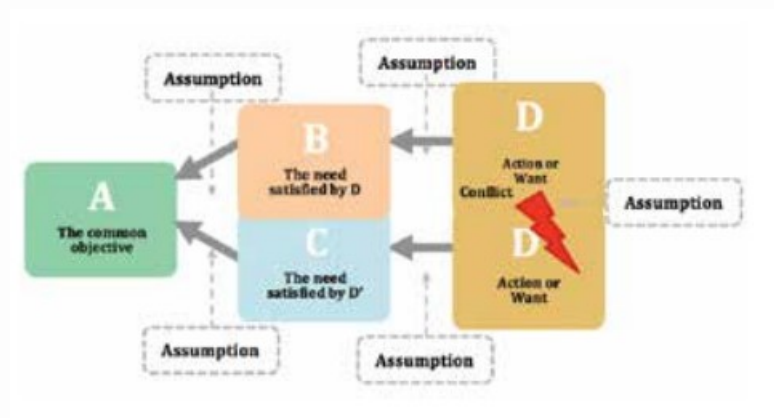 Assumption
Assumption
B
The need
satisfied by D
D
Action or
Want
Conflict
A
The common
objective
Assumption
C
The need
satisfied by D'
D
Action or
Want
Assumption
Assumption